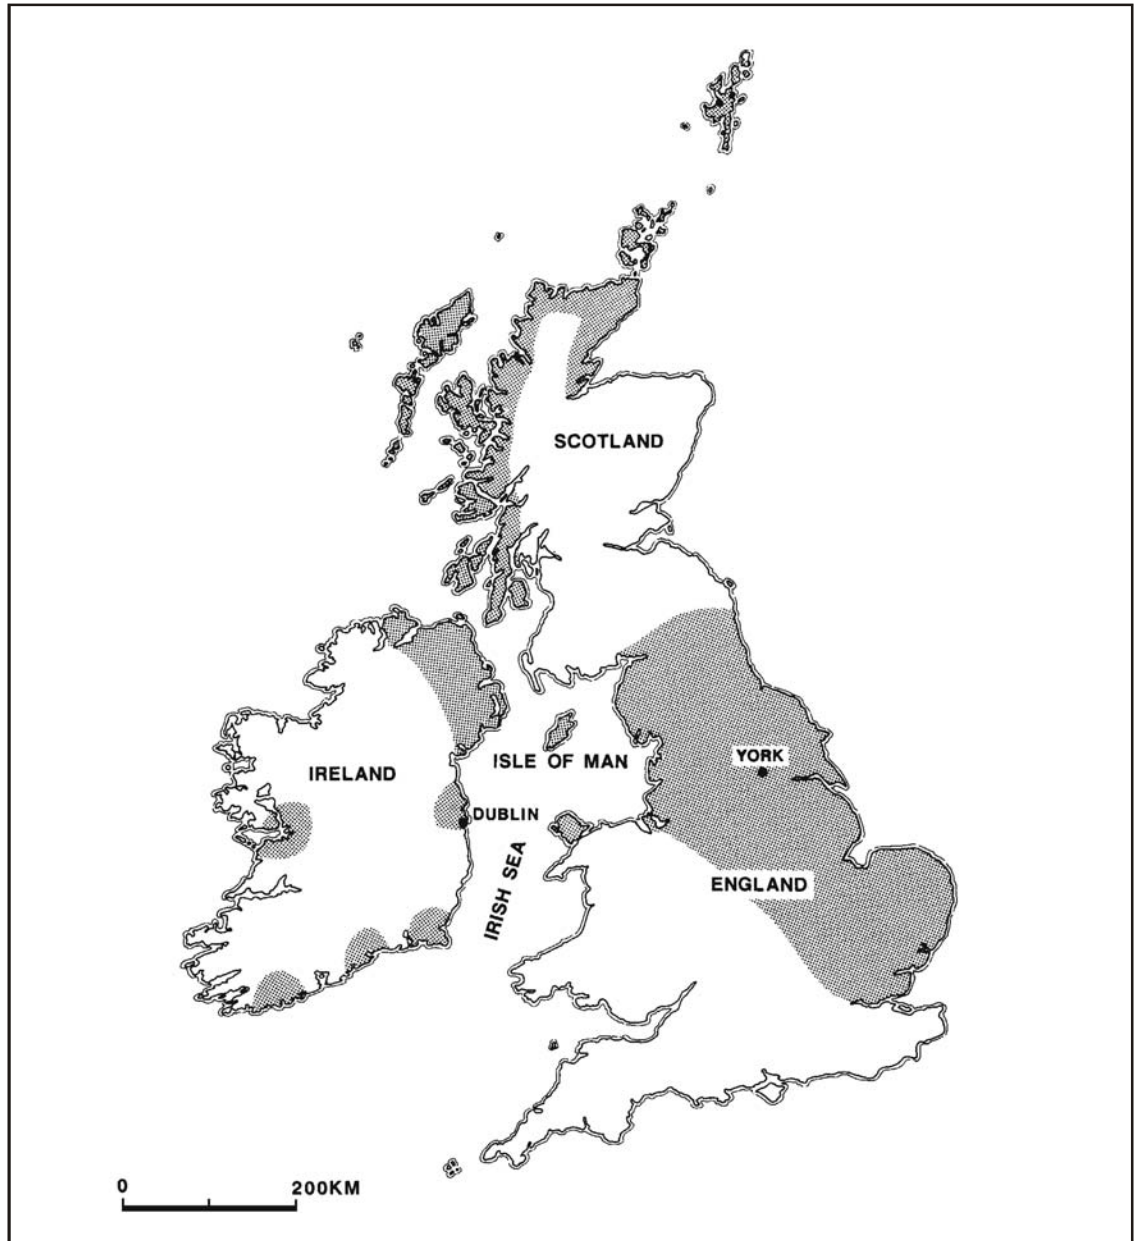 SCOTLAND
YORK
ISLE OF MAN
IRELAND
DUBLIN
IRISH SEA
ENGLAND
0 200KM